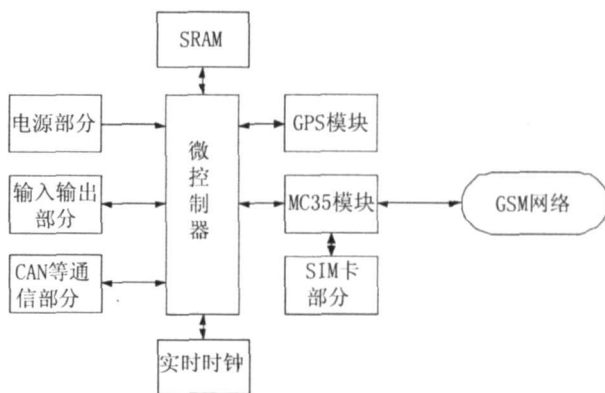 SRAM
电源部分
微
控
制
器
GPS模块
输入输出
部分
MC35模块
GSM网络
CAN等通
信部分
SIM卡
部分
实时时钟